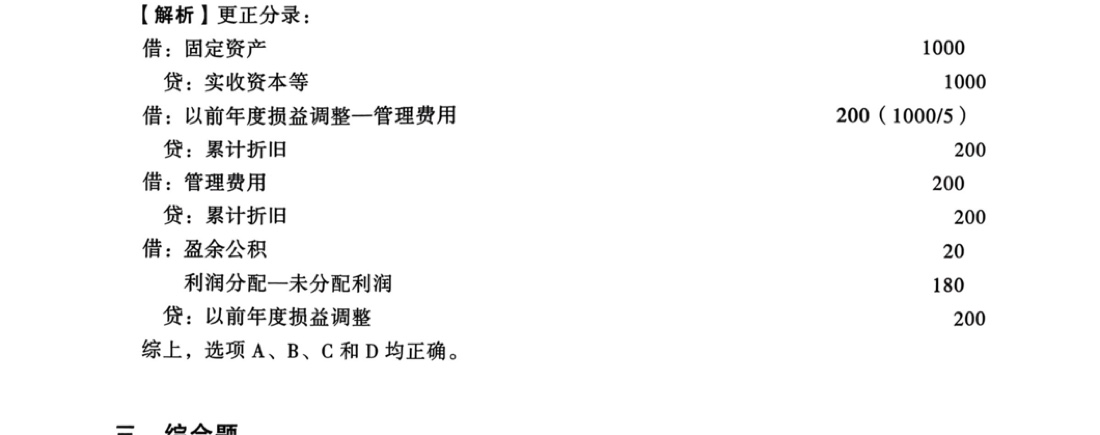 【解析】更正分录：
借：固定资产 1000
贷：实收资本等 1000
借：以前年度损益调整—管理费用 200（1000/5）
贷：累计折旧 200
借：管理费用 200
贷：累计折旧 200
借：盈余公积 20
利润分配—未分配利润 180
贷：以前年度损益调整 200
综上，选项 A、B、C 和 D 均正确。
三、综合题